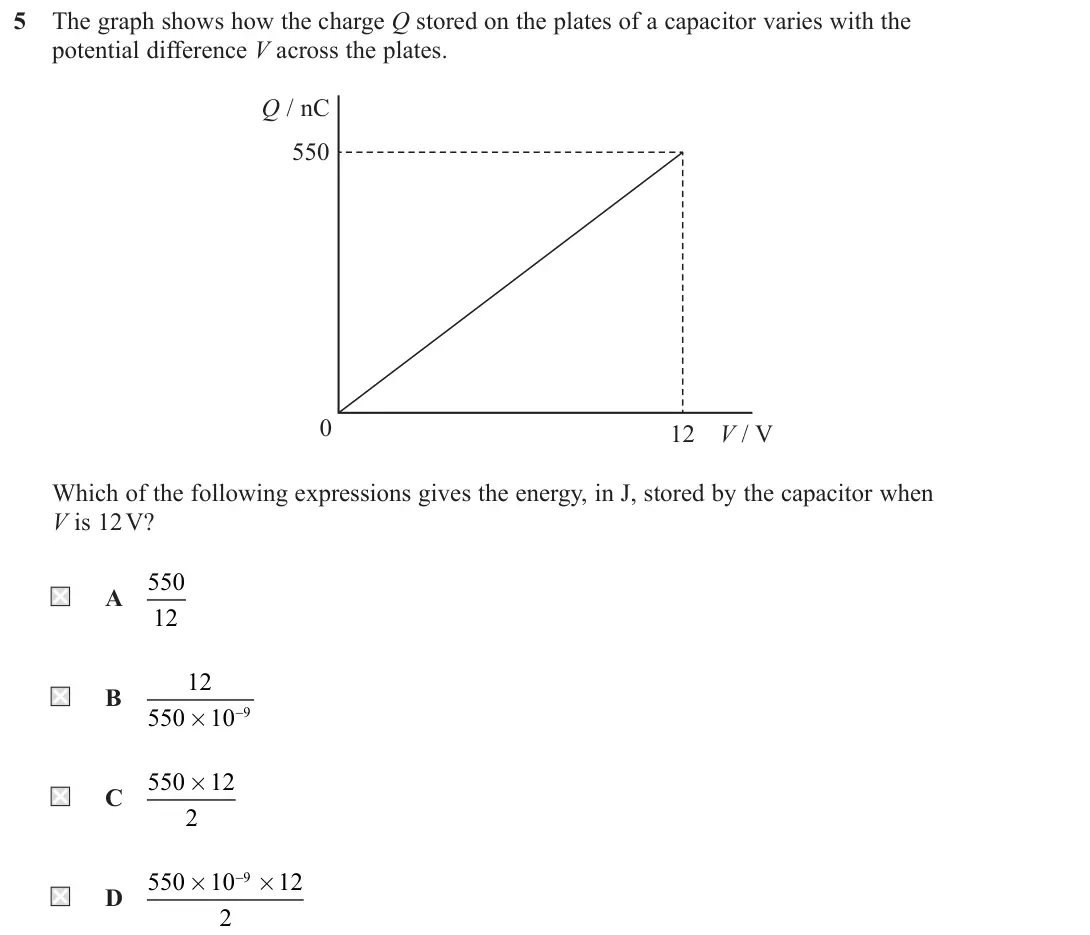 5 The graph shows how the charge Q stored on the plates of a capacitor varies with the
potential difference V across the plates.
Q / nC
550
0
12 V / V
Which of the following expressions gives the energy, in J, stored by the capacitor when
V is 12 V?
A 550
12
B 12
550 × 10⁻⁹
C 550 × 12
2
D 550 × 10⁻⁹ × 12
2